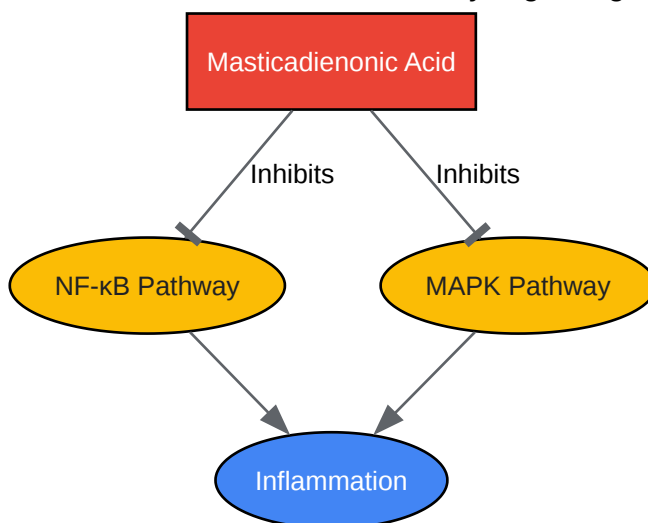 Masticadienonic Acid
Inhibits
Inhibits
NF-κB Pathway
MAPK Pathway
Inflammation